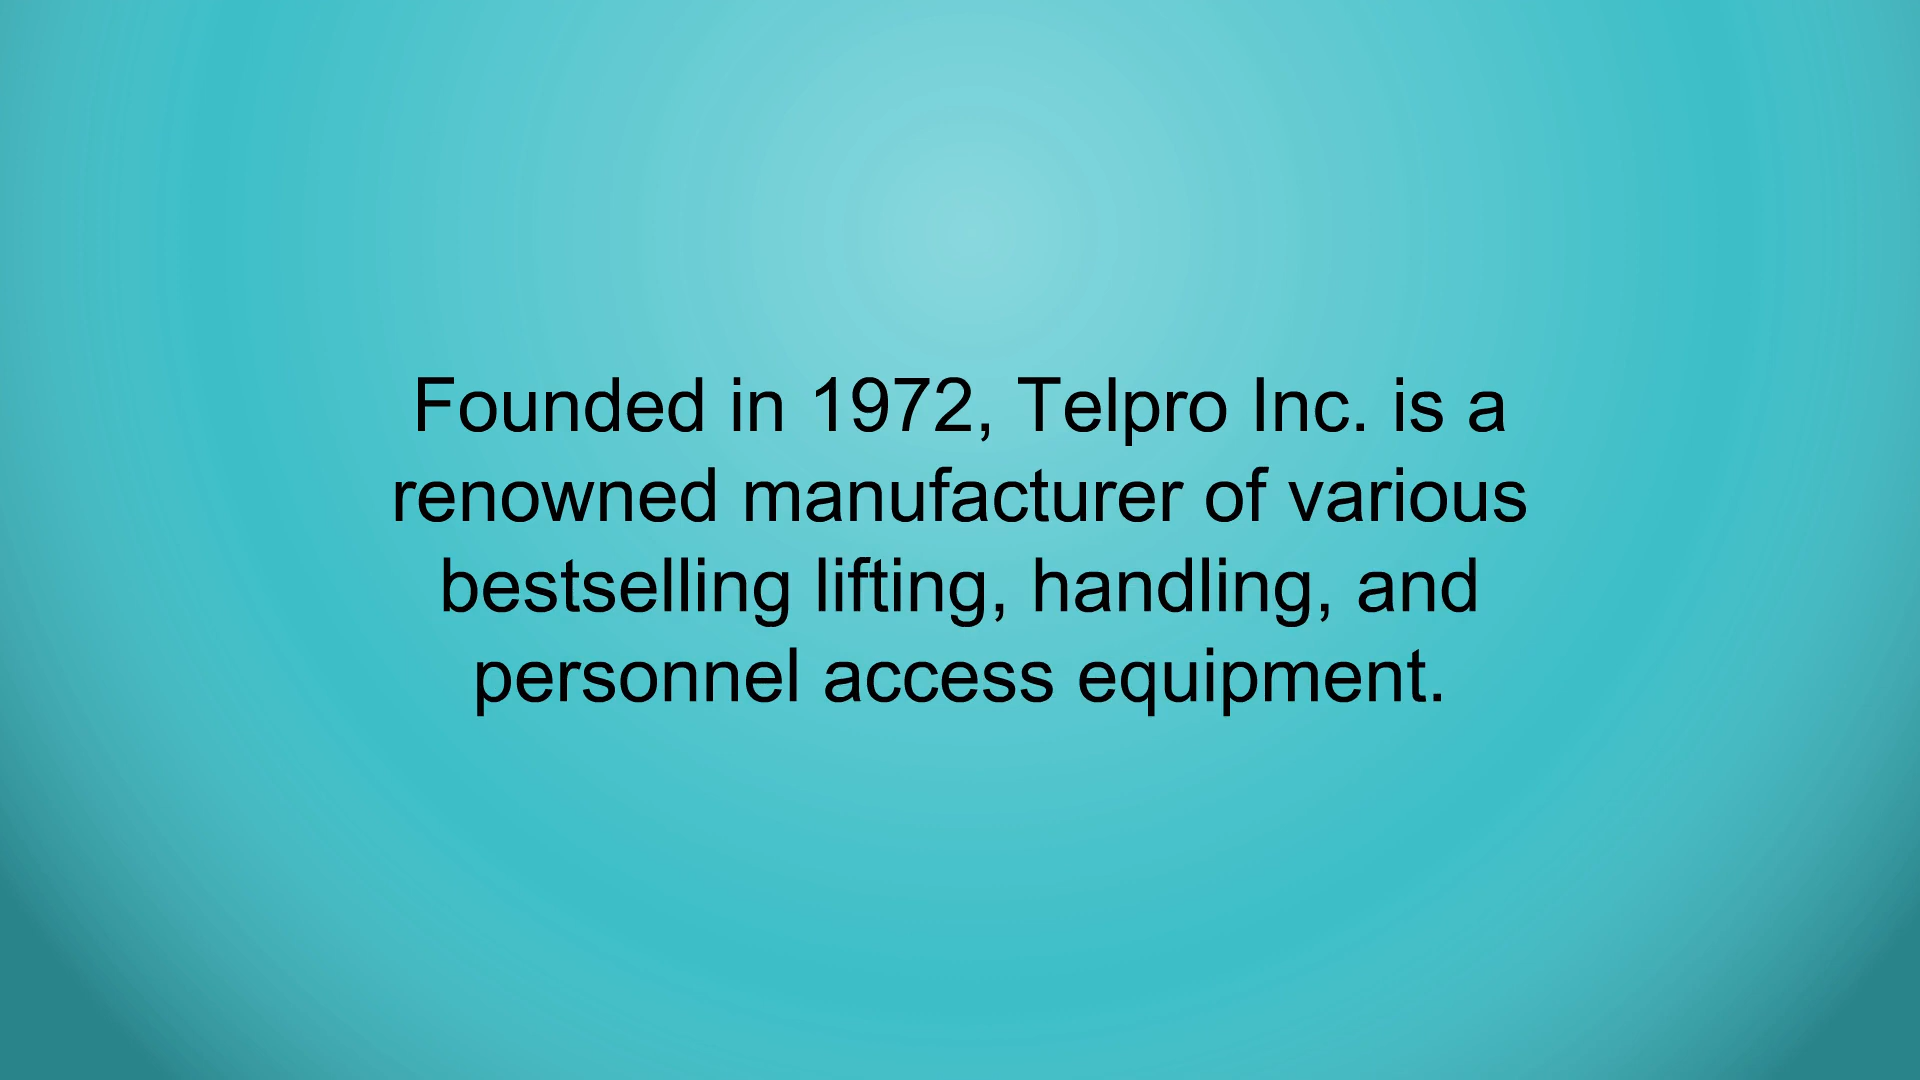 Founded in 1972, Telpro Inc. is a
renowned manufacturer of various
bestselling lifting, handling, and
personnel access equipment.